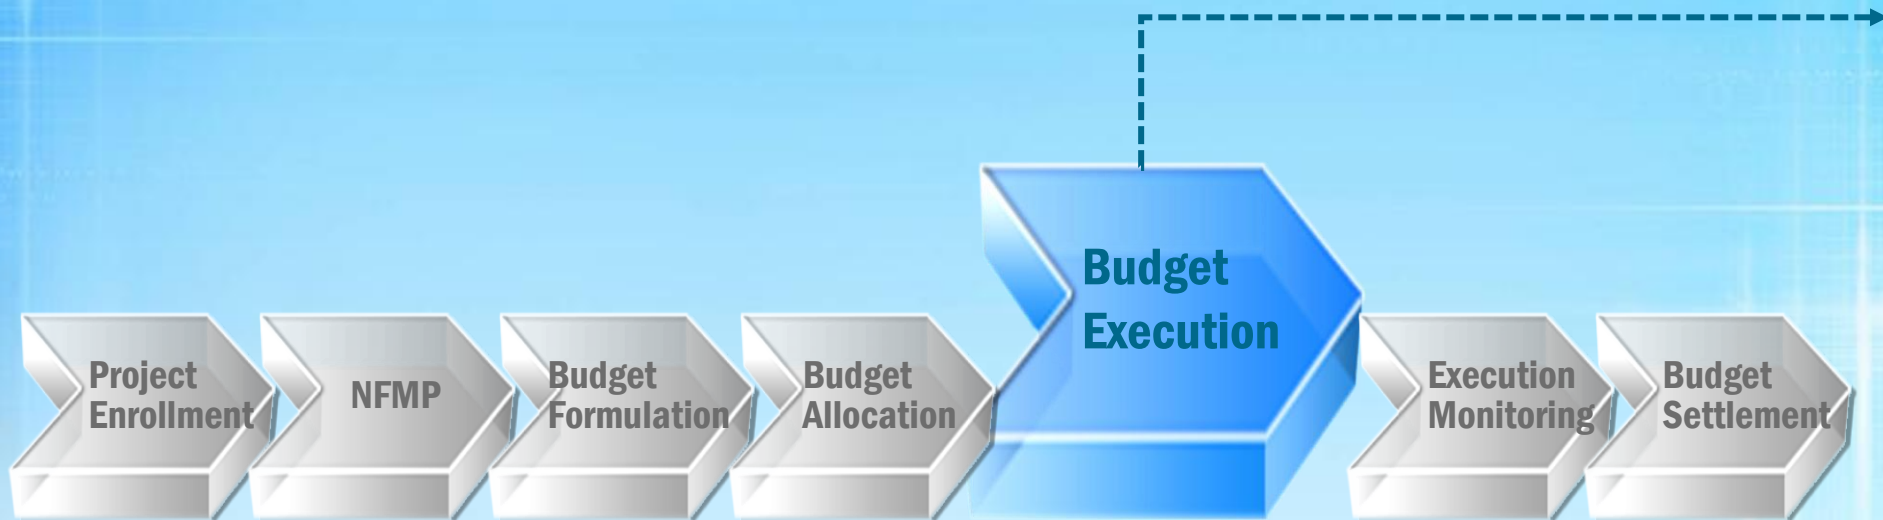 Project
Enrollment
NFMP
Budget
Formulation
Budget
Allocation
Budget
Execution
Execution
Monitoring
Budget
Settlement